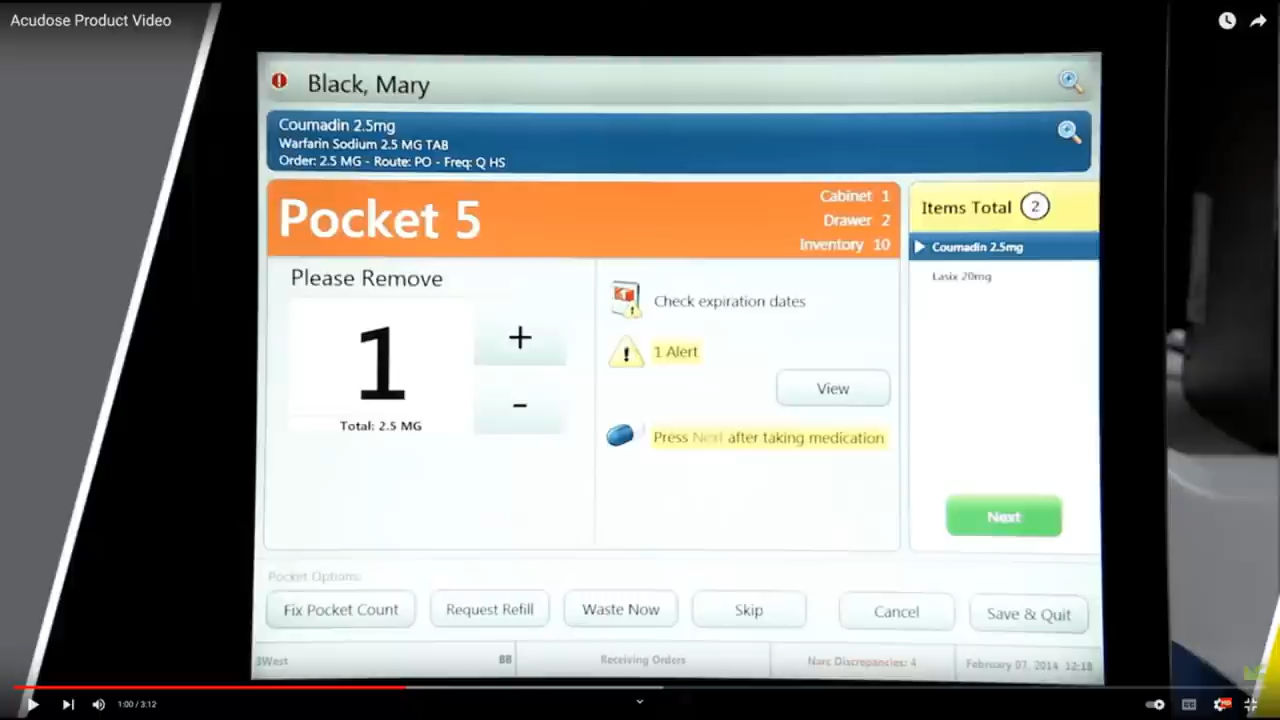 Acudose Product Video
Black, Mary
Coumadin 2.5mg
Warfarin Sodium 2.5 MG TAB
Order: 2.5 MG - Route: PO - Freq: Q HS
Pocket 5
Cabinet 1
Drawer 2
Inventory 10
Items Total 2
Coumadin 2.5mg
Lasix 20mg
Please Remove
1
Total: 2.5 MG
+
-
Check expiration dates
1 Alert
View
Press Next after taking medication
Next
Pocket Options:
Fix Pocket Count
Request Refill
Waste Now
Skip
Cancel
Save & Quit
3West
BB
Receiving Orders
Narc Discrepancies: 4
February 07, 2014 12:18
1:00 / 3:12
CC
HD